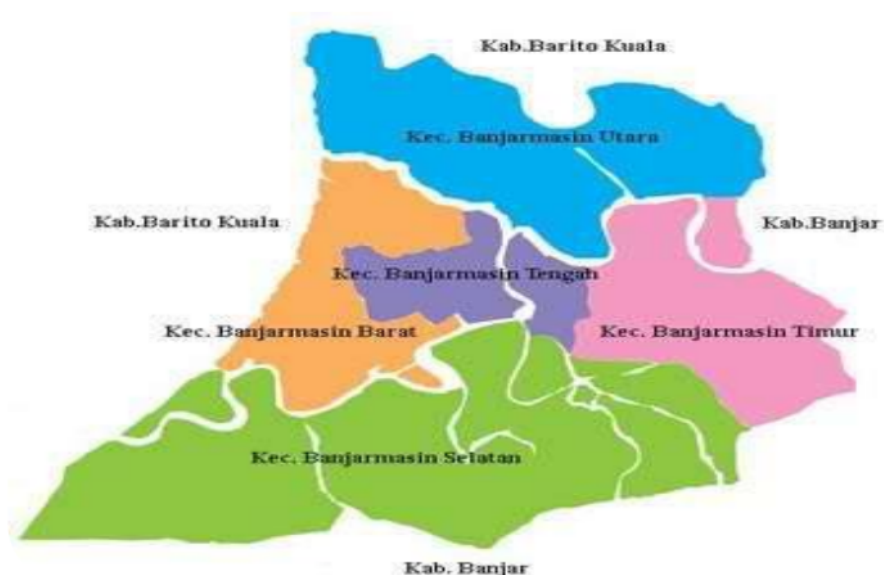 Kab.Barito Kuala
Kec. Banjarmasin Utara
Kab.Barito Kuala
Kab.Banjar
Kec. Banjarmasin Tengah
Kec. Banjarmasin Barat
Kec. Banjarmasin Timur
Kec. Banjarmasin Selatan
Kab. Banjar